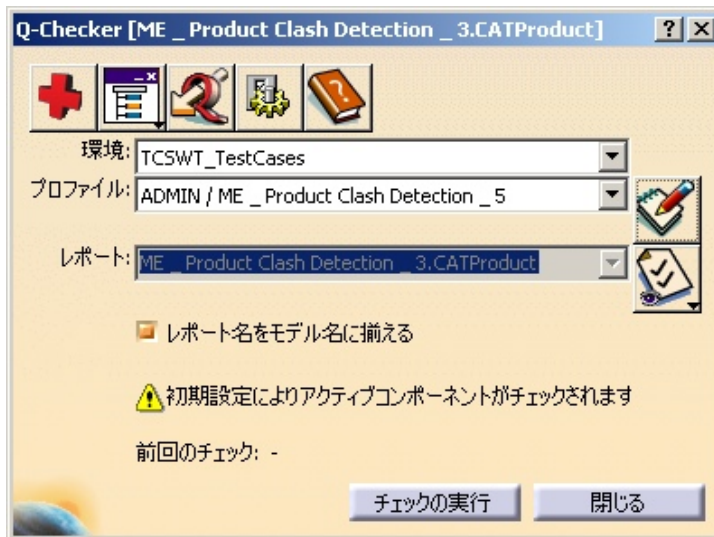 Q-Checker [ME _ Product Clash Detection _ 3.CATProduct]
環境: TCSWT_TestCases
プロファイル: ADMIN / ME _ Product Clash Detection _ 5
レポート: ME _ Product Clash Detection _ 3.CATProduct
レポート名をモデル名に揃える
初期設定によりアクティブコンポーネントがチェックされます
前回のチェック: -
チェックの実行 閉じる